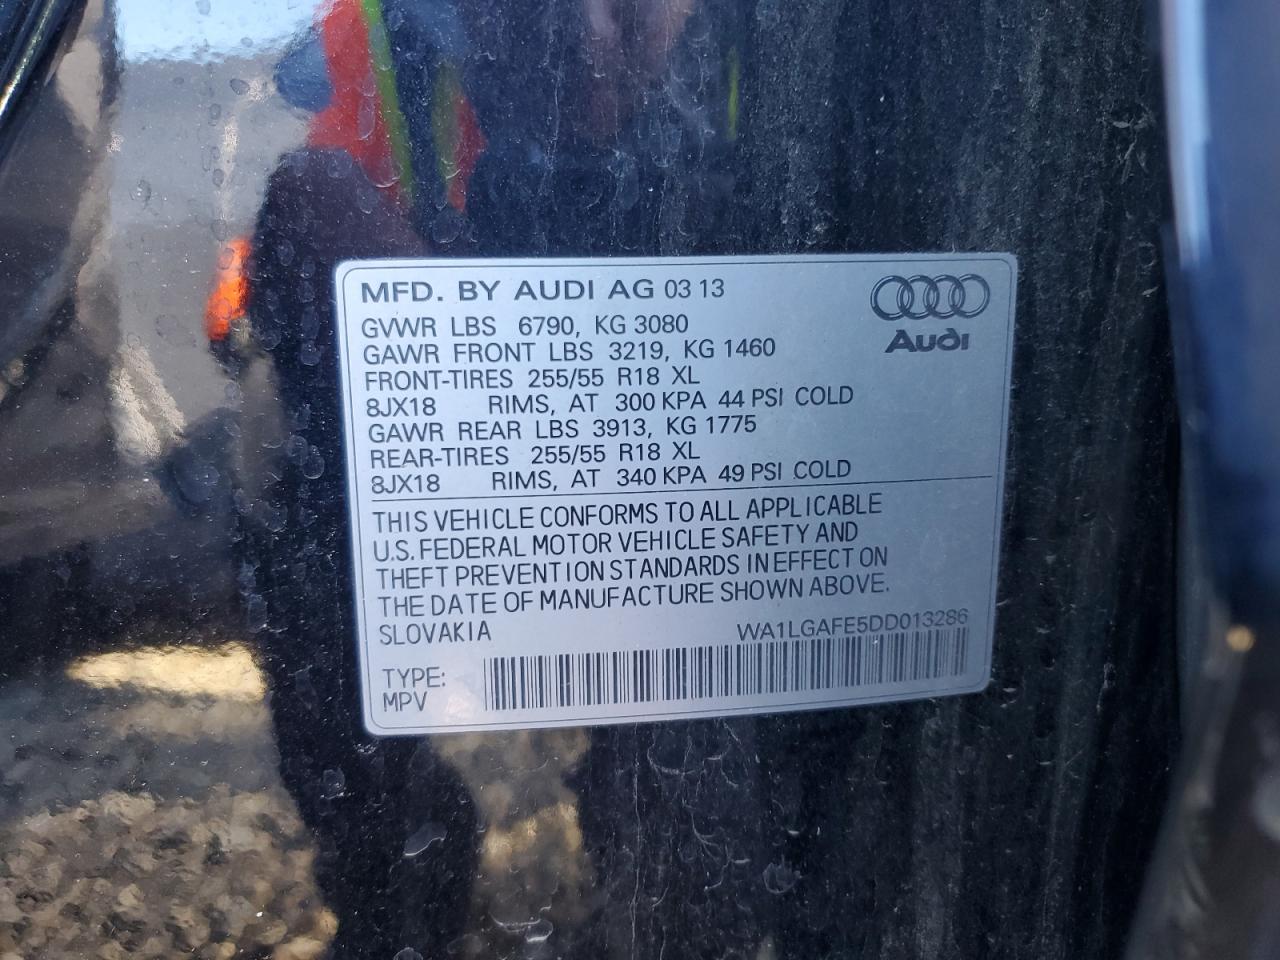 MFD. BY AUDI AG 03 13
Audi
GVWR LBS 6790, KG 3080
GAWR FRONT LBS 3219, KG 1460
FRONT-TIRES 255/55 R18 XL
8JX18 RIMS, AT 300 KPA 44 PSI COLD
GAWR REAR LBS 3913, KG 1775
REAR-TIRES 255/55 R18 XL
8JX18 RIMS, AT 340 KPA 49 PSI COLD
THIS VEHICLE CONFORMS TO ALL APPLICABLE
U.S. FEDERAL MOTOR VEHICLE SAFETY AND
THEFT PREVENTION STANDARDS IN EFFECT ON
THE DATE OF MANUFACTURE SHOWN ABOVE.
SLOVAKIA WA1LGAFE5DD013286
TYPE:
MPV